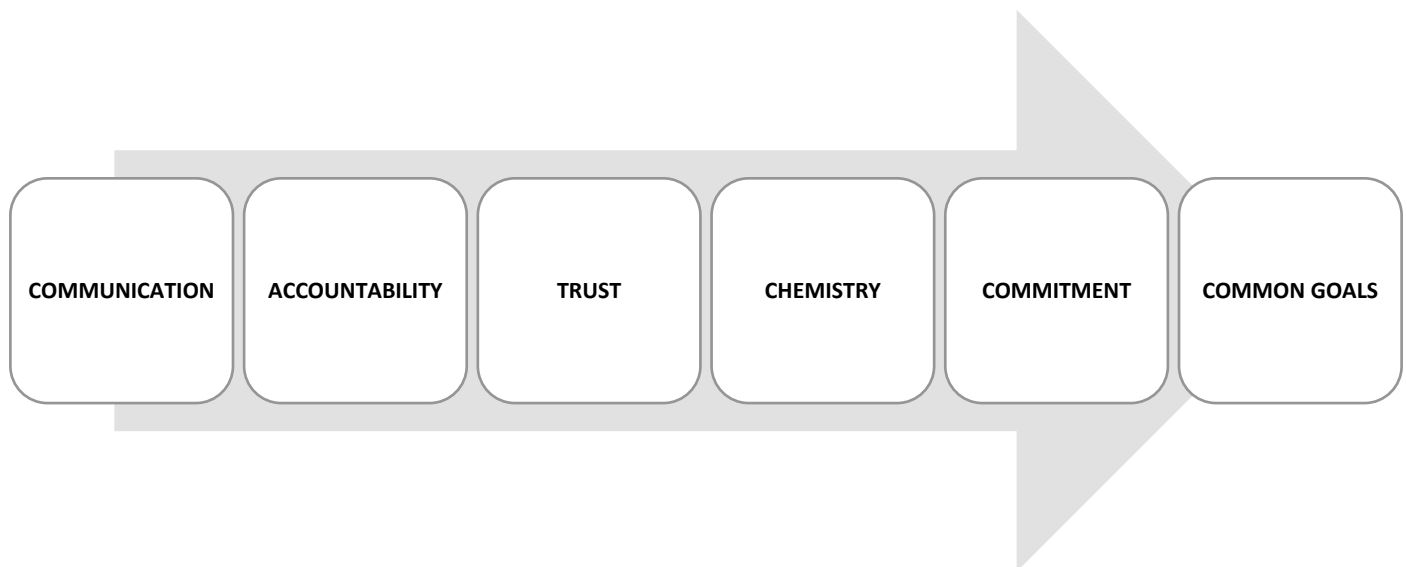 COMMUNICATION
ACCOUNTABILITY
TRUST
CHEMISTRY
COMMITMENT
COMMON GOALS